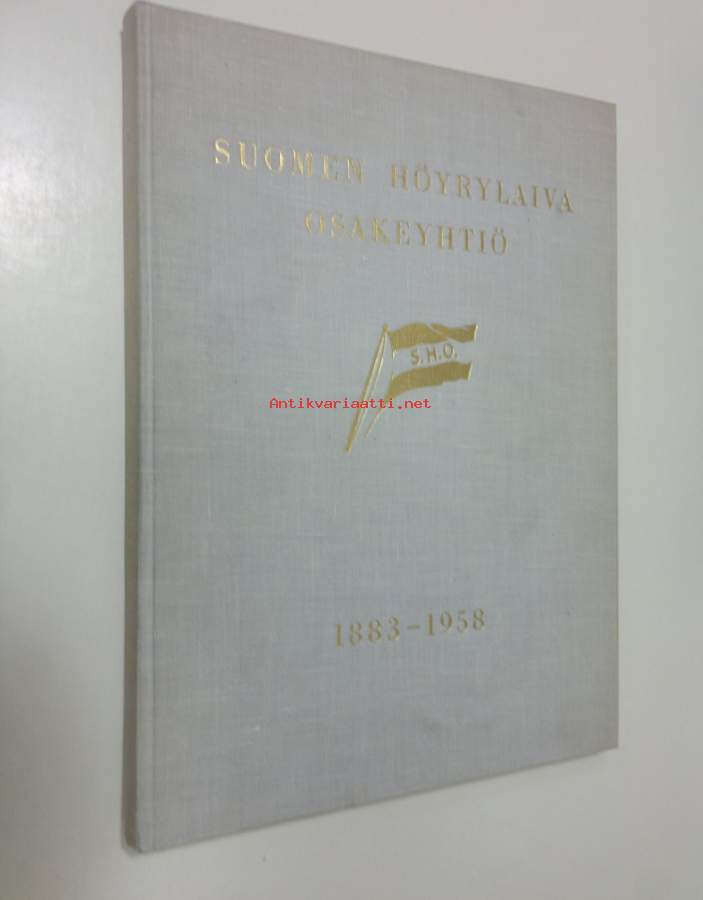 SUOMEN HÖYRYLAIVA
OSAKEYHTIÖ
S.H.O.
Antikvariaatti.net
1883-1958